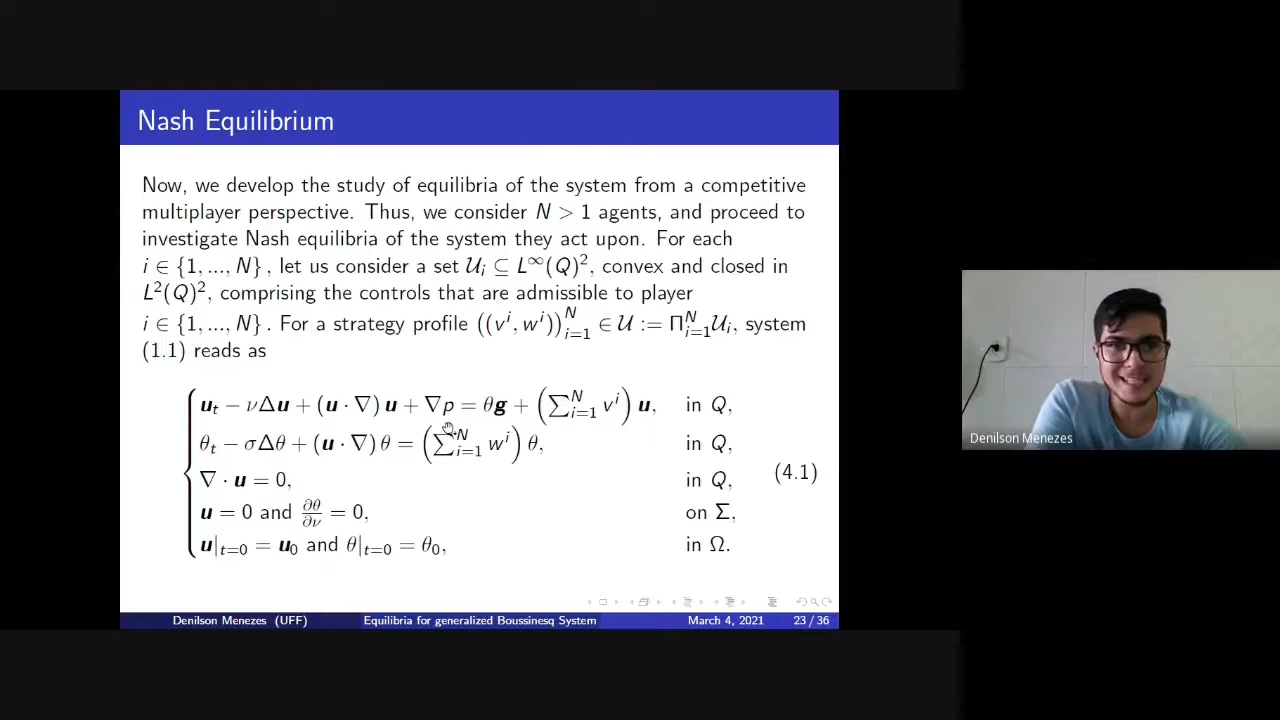 Nash Equilibrium
Now, we develop the study of equilibria of the system from a competitive
multiplayer perspective. Thus, we consider N > 1 agents, and proceed to
investigate Nash equilibria of the system they act upon. For each
i ∈ {1, ..., N}, let us consider a set 𝒰ᵢ ⊆ L^∞(Q)², convex and closed in
L²(Q)², comprising the controls that are admissible to player
i ∈ {1, ..., N}. For a strategy profile ((vⁱ, wⁱ))ᵢ₌₁ᴺ ∈ 𝒰 := Πᵢ₌₁ᴺ 𝒰ᵢ, system
(1.1) reads as
uₜ − νΔu + (u · ∇) u + ∇p = θg + (∑ᵢ₌₁ᴺ vⁱ) u, in Q,
θₜ − σΔθ + (u · ∇) θ = (∑ᵢ₌₁ᴺ wⁱ) θ, in Q,
∇ · u = 0, in Q,
(4.1)
u = 0 and ∂θ/∂ν = 0, on Σ,
u|ₜ₌₀ = u₀ and θ|ₜ₌₀ = θ₀, in Ω.
Denilson Menezes (UFF) Equilibria for generalized Boussinesq System March 4, 2021 23 / 36
Denilson Menezes